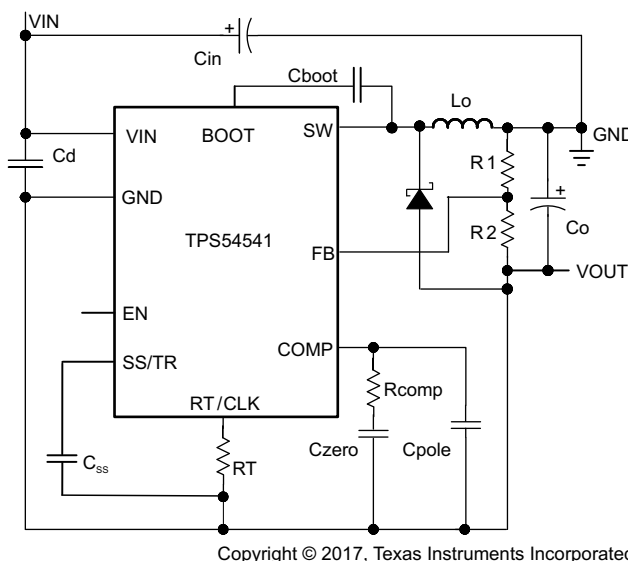 VIN
Cin
Cboot
Lo
VIN
BOOT
SW
GND
Cd
R1
GND
TPS54541
R2
Co
FB
VOUT
EN
COMP
SS/TR
Rcomp
RT/CLK
Czero
Cpole
Css
RT
Copyright © 2017, Texas Instruments Incorporated